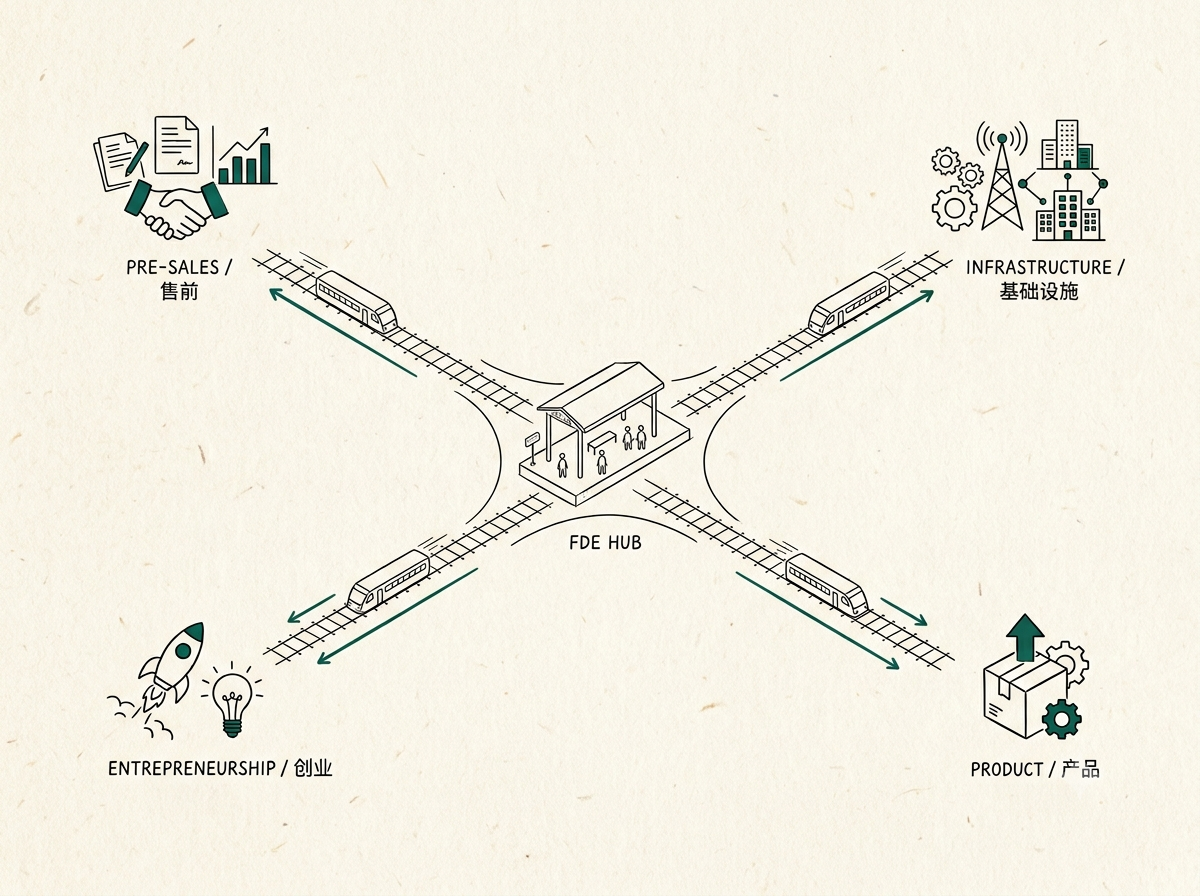 PRE-SALES /
售前
INFRASTRUCTURE /
基础设施
FDE HUB
ENTREPRENEURSHIP / 创业
PRODUCT / 产品